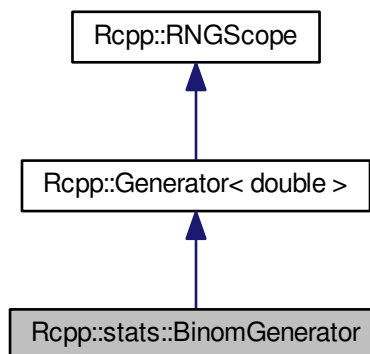 Rcpp::RNGScope
Rcpp::Generator< double >
Rcpp::stats::BinomGenerator